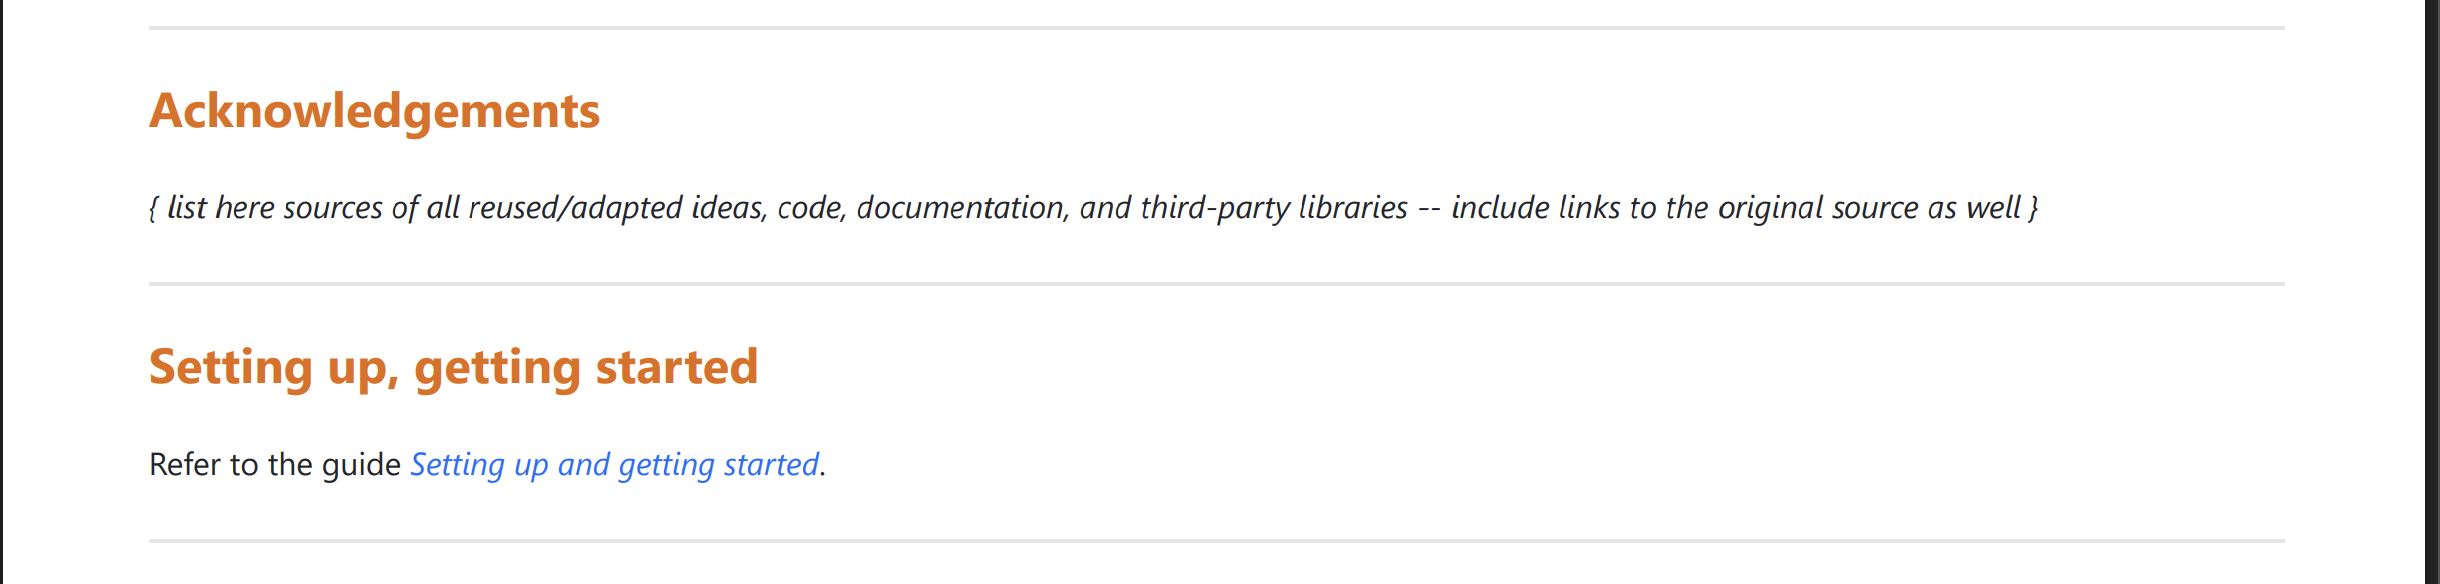 Acknowledgements
{ list here sources of all reused/adapted ideas, code, documentation, and third-party libraries -- include links to the original source as well }
Setting up, getting started
Refer to the guide Setting up and getting started.